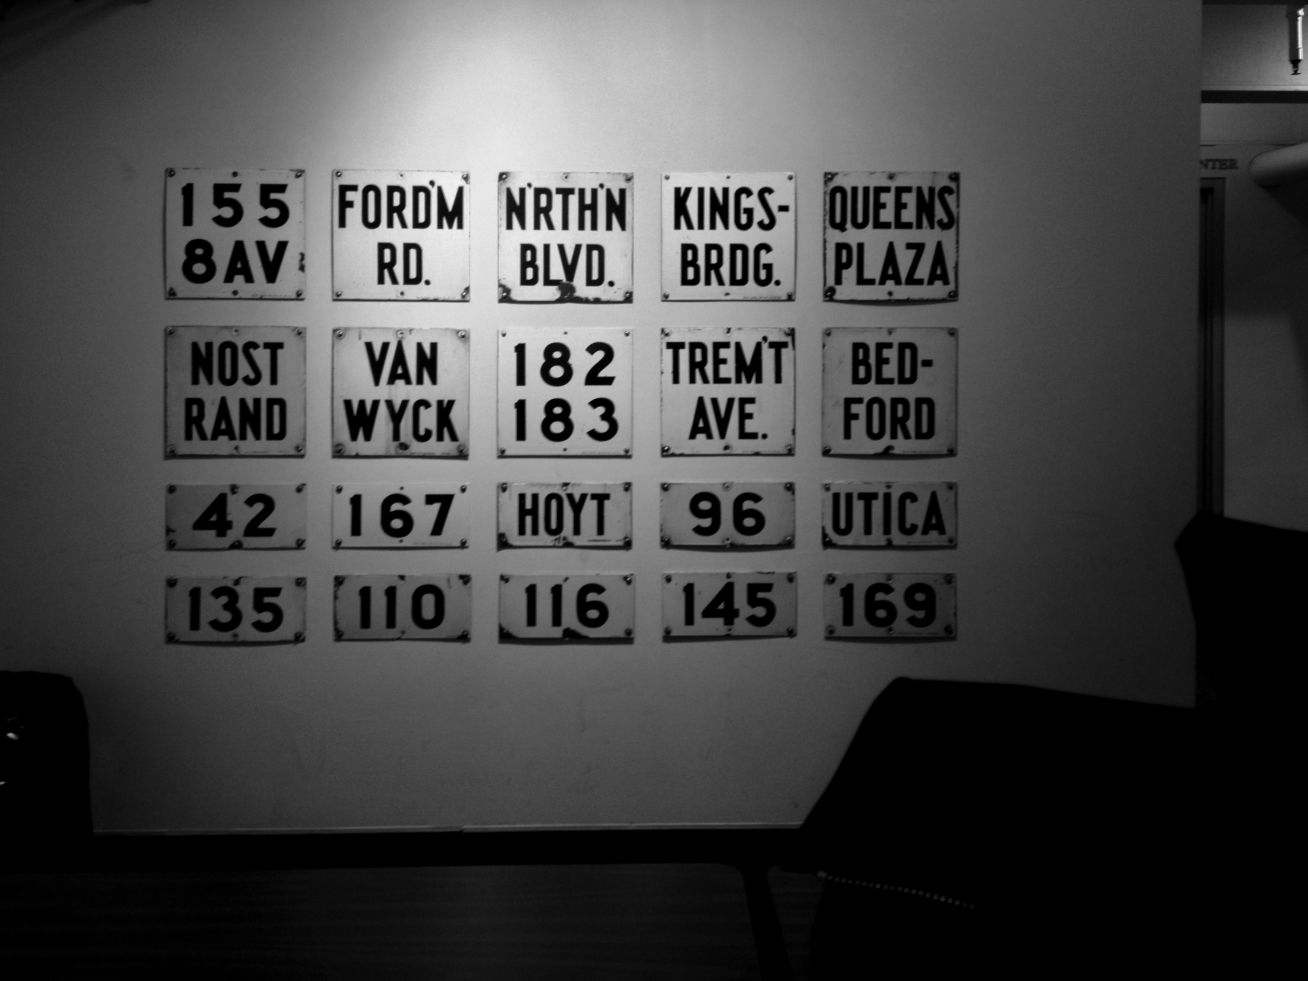 155
8AV
FORD'M
RD.
N'RTH'N
BLVD.
KINGS-
BRDG.
QUEENS
PLAZA
NOST
RAND
VAN
WYCK
182
183
TREM'T
AVE.
BED-
FORD
42
167
HOYT
96
UTICA
135
110
116
145
169